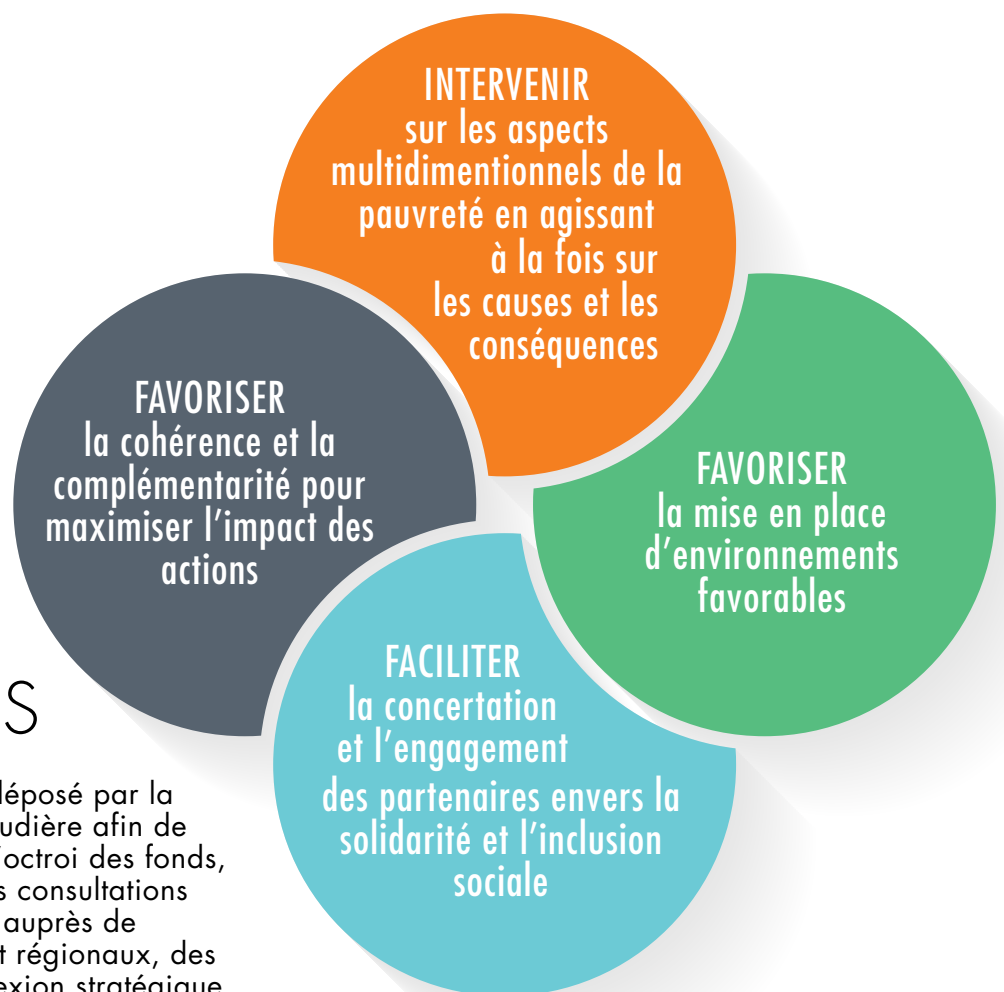 INTERVENIR
sur les aspects
multidimentionnels de la
pauvreté en agissant
à la fois sur
les causes et les
conséquences
FAVORISER
la cohérence et la
complémentarité pour
maximiser l’impact des
actions
FAVORISER
la mise en place
d’environnements
favorables
FACILITER
la concertation
et l’engagement
des partenaires envers la
solidarité et l’inclusion
sociale
S
déposé par la
udière afin de
’octroi des fonds,
s consultations
auprès de
t régionaux, des
exion stratégique